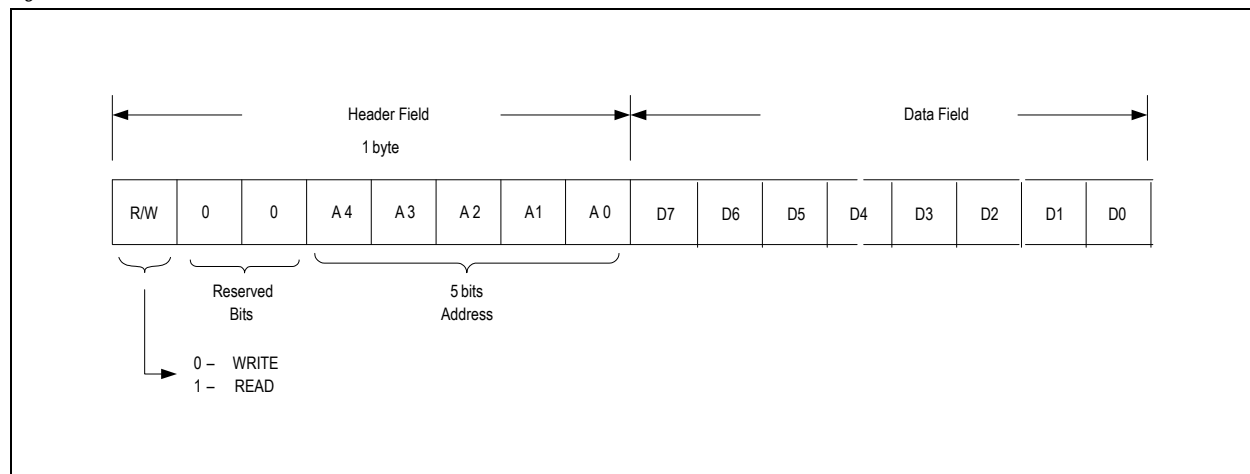 Header Field
Data Field
1 byte
R/W 0 0 A 4 A 3 A 2 A1 A 0 D7 D6 D5 D4 D3 D2 D1 D0
Reserved
Bits
5 bits
Address
0 – WRITE
1 – READ